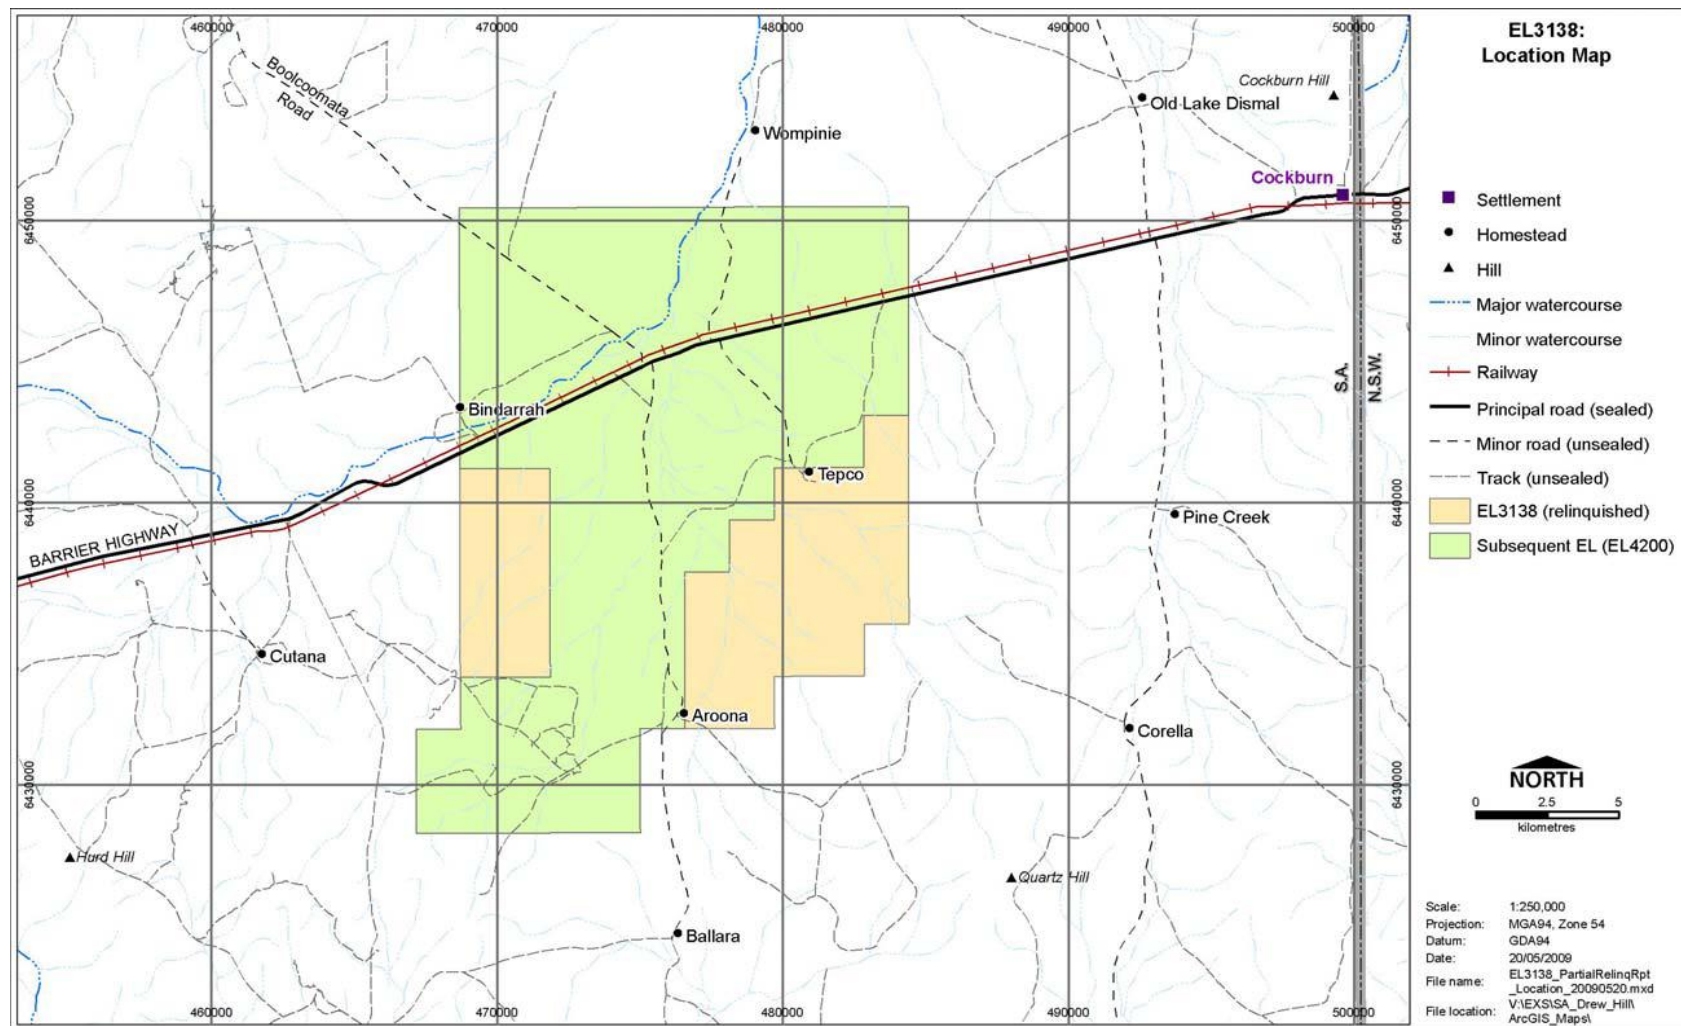 460000
470000
480000
490000
500000
EL3138:
Location Map
Boolcoomata
Road
Cockburn Hill
Old Lake Dismal
Wompinie
Cockburn
6450000
6450000
Settlement
Homestead
Hill
Major watercourse
Minor watercourse
Railway
Principal road (sealed)
Minor road (unsealed)
Track (unsealed)
EL3138 (relinquished)
Subsequent EL (EL4200)
S.A.
N.S.W.
Bindarrah
Tepco
6440000
6440000
Pine Creek
BARRIER HIGHWAY
Cutana
Aroona
Corella
6430000
6430000
NORTH
0 2.5 5
kilometres
Hurd Hill
Quartz Hill
Ballara
Scale: 1:250,000
Projection: MGA94, Zone 54
Datum: GDA94
Date: 20/05/2009
File name: EL3138_PartialRelinqRpt
_Location_20090520.mxd
File location: V:\EXS\SA_Drew_Hill\
ArcGIS_Maps\
460000
470000
480000
490000
500000